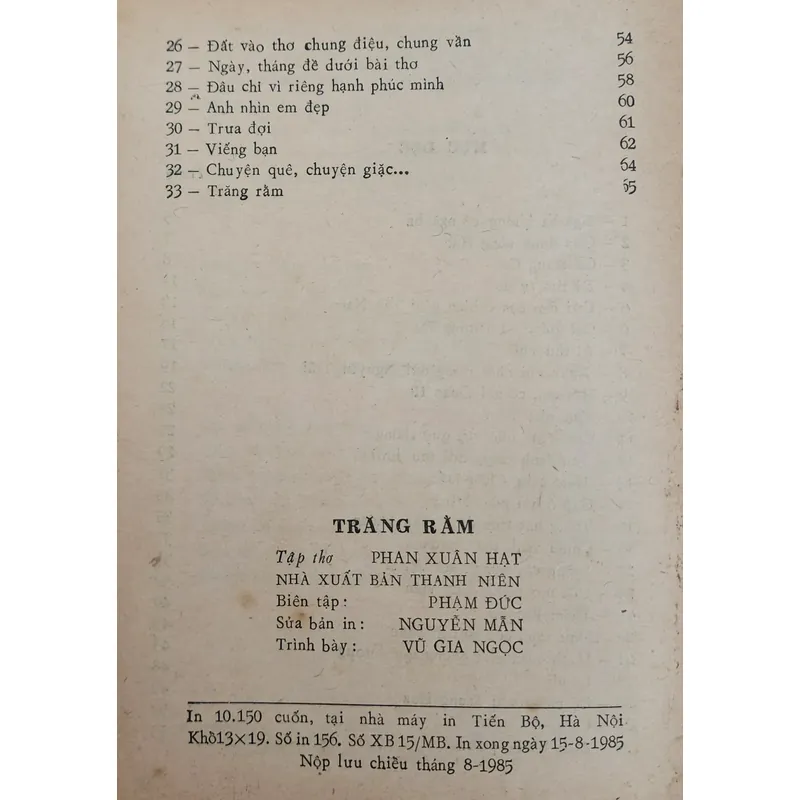 26 — Đất vào thơ chung điệu, chung vần 54
27 — Ngày, tháng đề dưới bài thơ 56
28 — Đâu chỉ vì riêng hạnh phúc mình 58
29 — Anh nhìn em đẹp 60
30 — Trưa đợi 61
31 — Viếng bạn 62
32 — Chuyện quê, chuyện giặc... 64
33 — Trăng rằm 65
TRĂNG RẰM
Tập thơ PHAN XUÂN HẠT
NHÀ XUẤT BẢN THANH NIÊN
Biên tập: PHẠM ĐỨC
Sửa bản in: NGUYỄN MẪN
Trình bày: VŨ GIA NGỌC
In 10.150 cuốn, tại nhà máy in Tiến Bộ, Hà Nội.
Khổ13×19. Số in 156. Số XB 15/MB. In xong ngày 15-8-1985
Nộp lưu chiểu tháng 8-1985